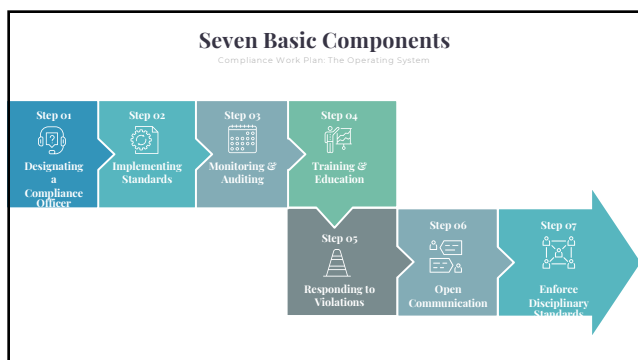 Seven Basic Components
Compliance Work Plan: The Operating System
Step 01
Designating
a
Compliance
Officer
Step 02
Implementing
Standards
Step 03
Monitoring &
Auditing
Step 04
Training &
Education
Step 05
Responding to
Violations
Step 06
Open
Communication
Step 07
Enforce
Disciplinary
Standards